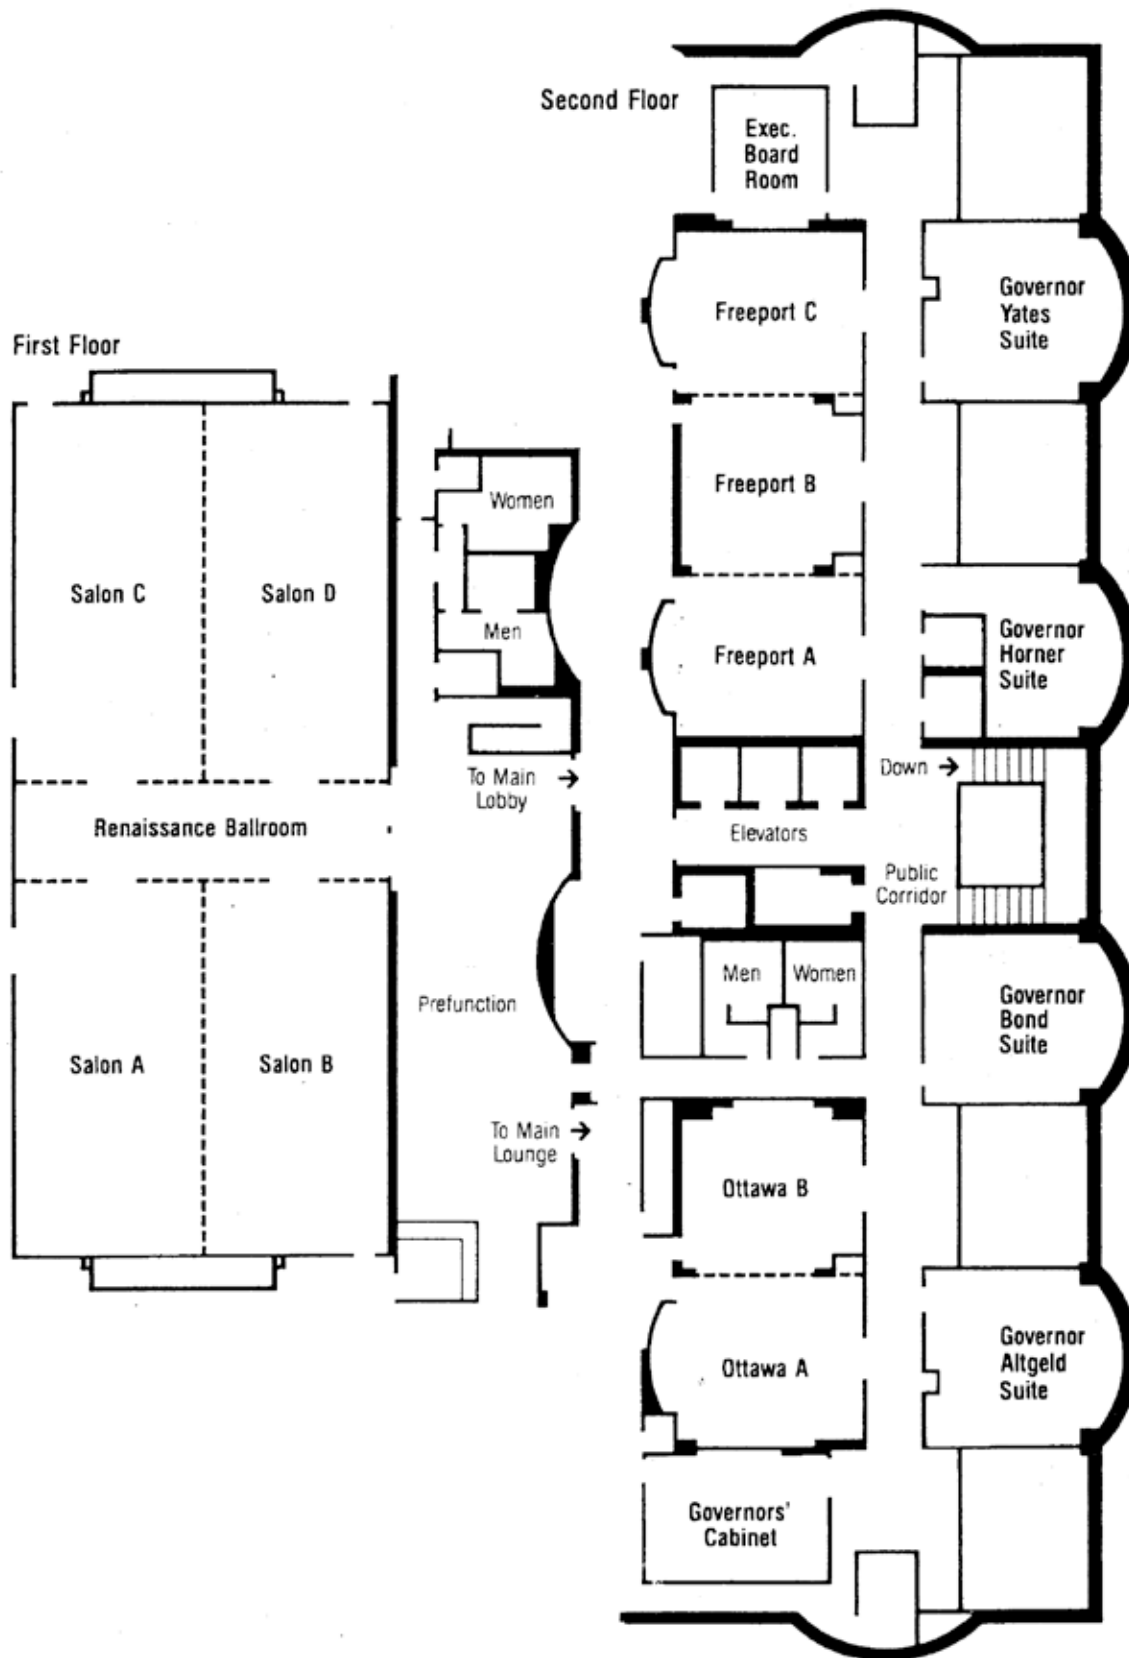 Second Floor
Exec.
Board
Room
Freeport C
Governor
Yates
Suite
First Floor
Freeport B
Women
Salon C
Salon D
Men
Freeport A
Governor
Horner
Suite
To Main →
Lobby
Down →
Renaissance Ballroom
Elevators
Public
Corridor
Prefunction
Men
Women
Governor
Bond
Suite
Salon A
Salon B
To Main →
Lounge
Ottawa B
Ottawa A
Governor
Altgeld
Suite
Governors'
Cabinet